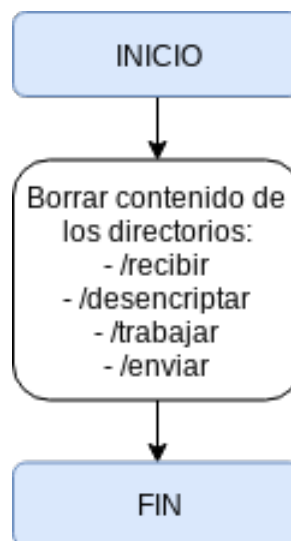 INICIO
Borrar contenido de
los directorios:
- /recibir
- /desencriptar
- /trabajar
- /enviar
FIN